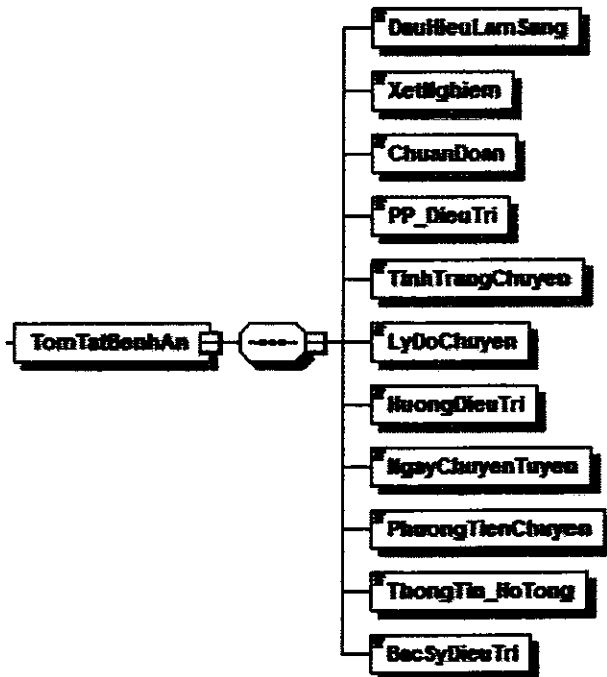 DauHieuLamSang
XetNghiem
ChuanDoan
PP_DieuTri
TinhTrangChuyen
TomTatBenhAn
LyDoChuyen
HuongDieuTri
NgayChuyenTuyen
PhuongTienChuyen
ThongTin_HoTong
BacSyDieuTri